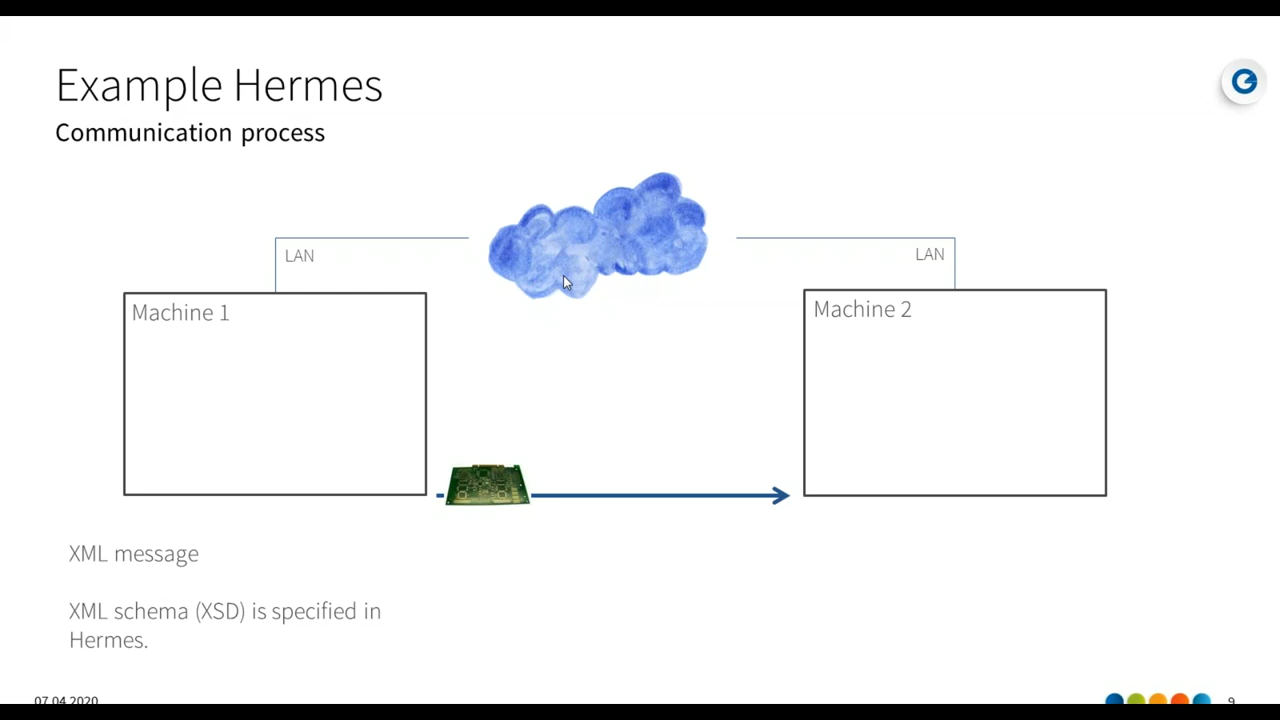 Example Hermes
Communication process
LAN
LAN
Machine 1
Machine 2
XML message
XML schema (XSD) is specified in
Hermes.
07.04.2020
9